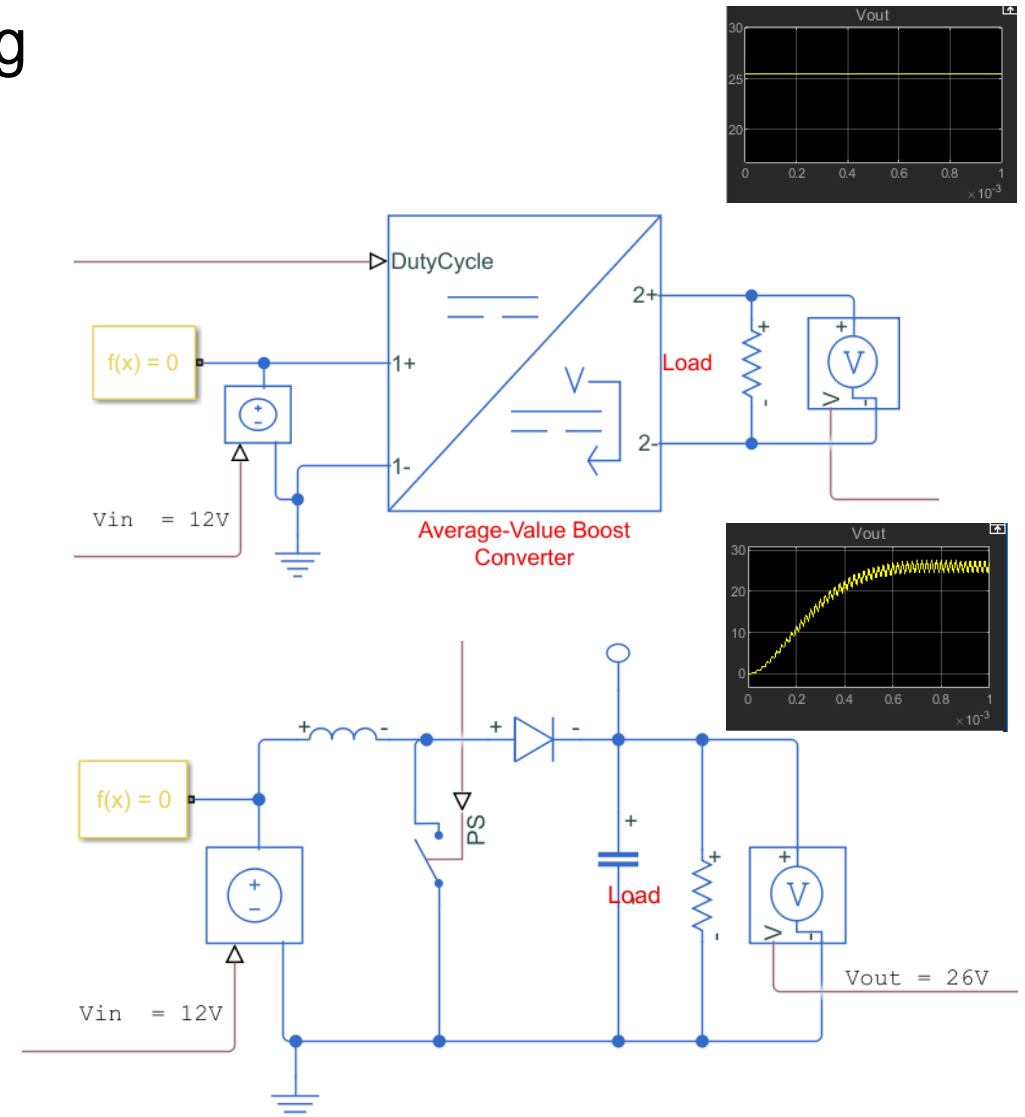 g
Vout
30
25
20
0 0.2 0.4 0.6 0.8 1
×10-3
DutyCycle
2+
+ +
f(x) = 0
1+
Load
V
+
-
V
- V -
2-
1-
Vin = 12V
Average-Value Boost
Converter
Vout
30
20
10
0
0 0.2 0.4 0.6 0.8 1
×10-3
+ - + -
f(x) = 0
PS
+
+ +
+
-
Load
V
- V -
Vout = 26V
Vin = 12V